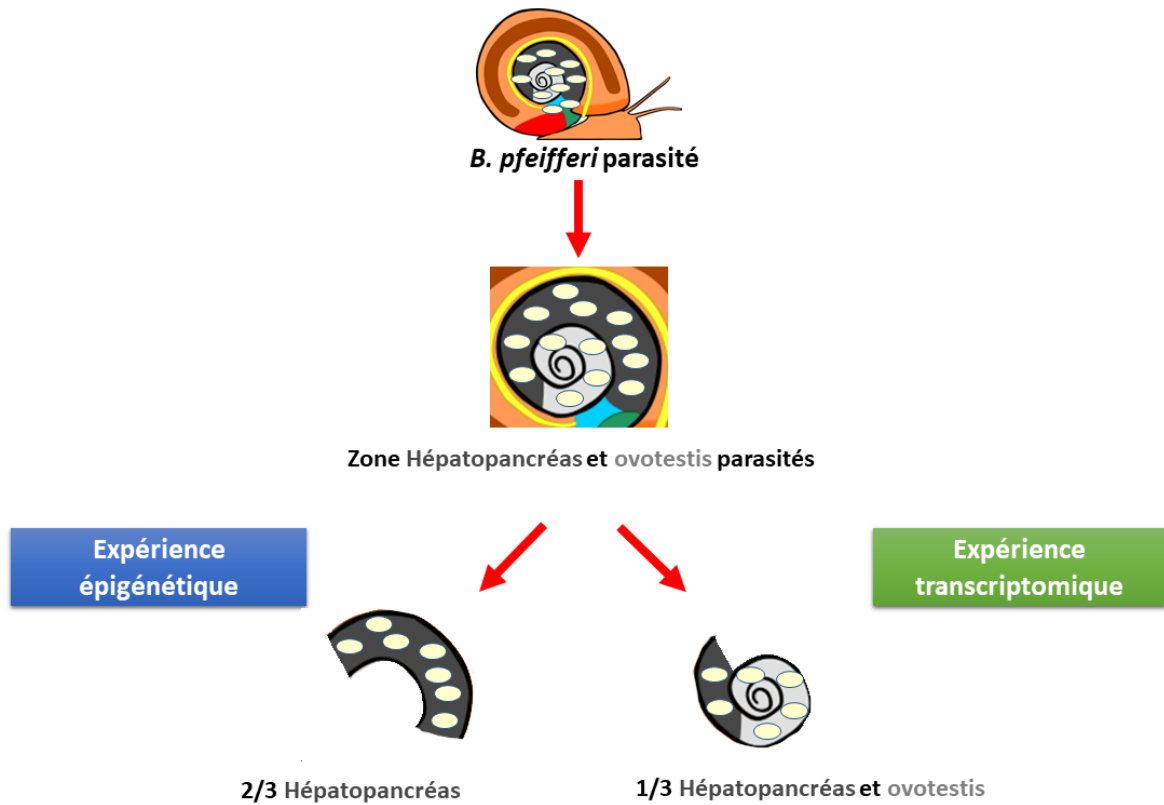 B. pfeifferi parasité
Zone Hépatopancréas et ovotestis parasités
Expérience
épigénétique
Expérience
transcriptomique
2/3 Hépatopancréas
1/3 Hépatopancréas et ovotestis